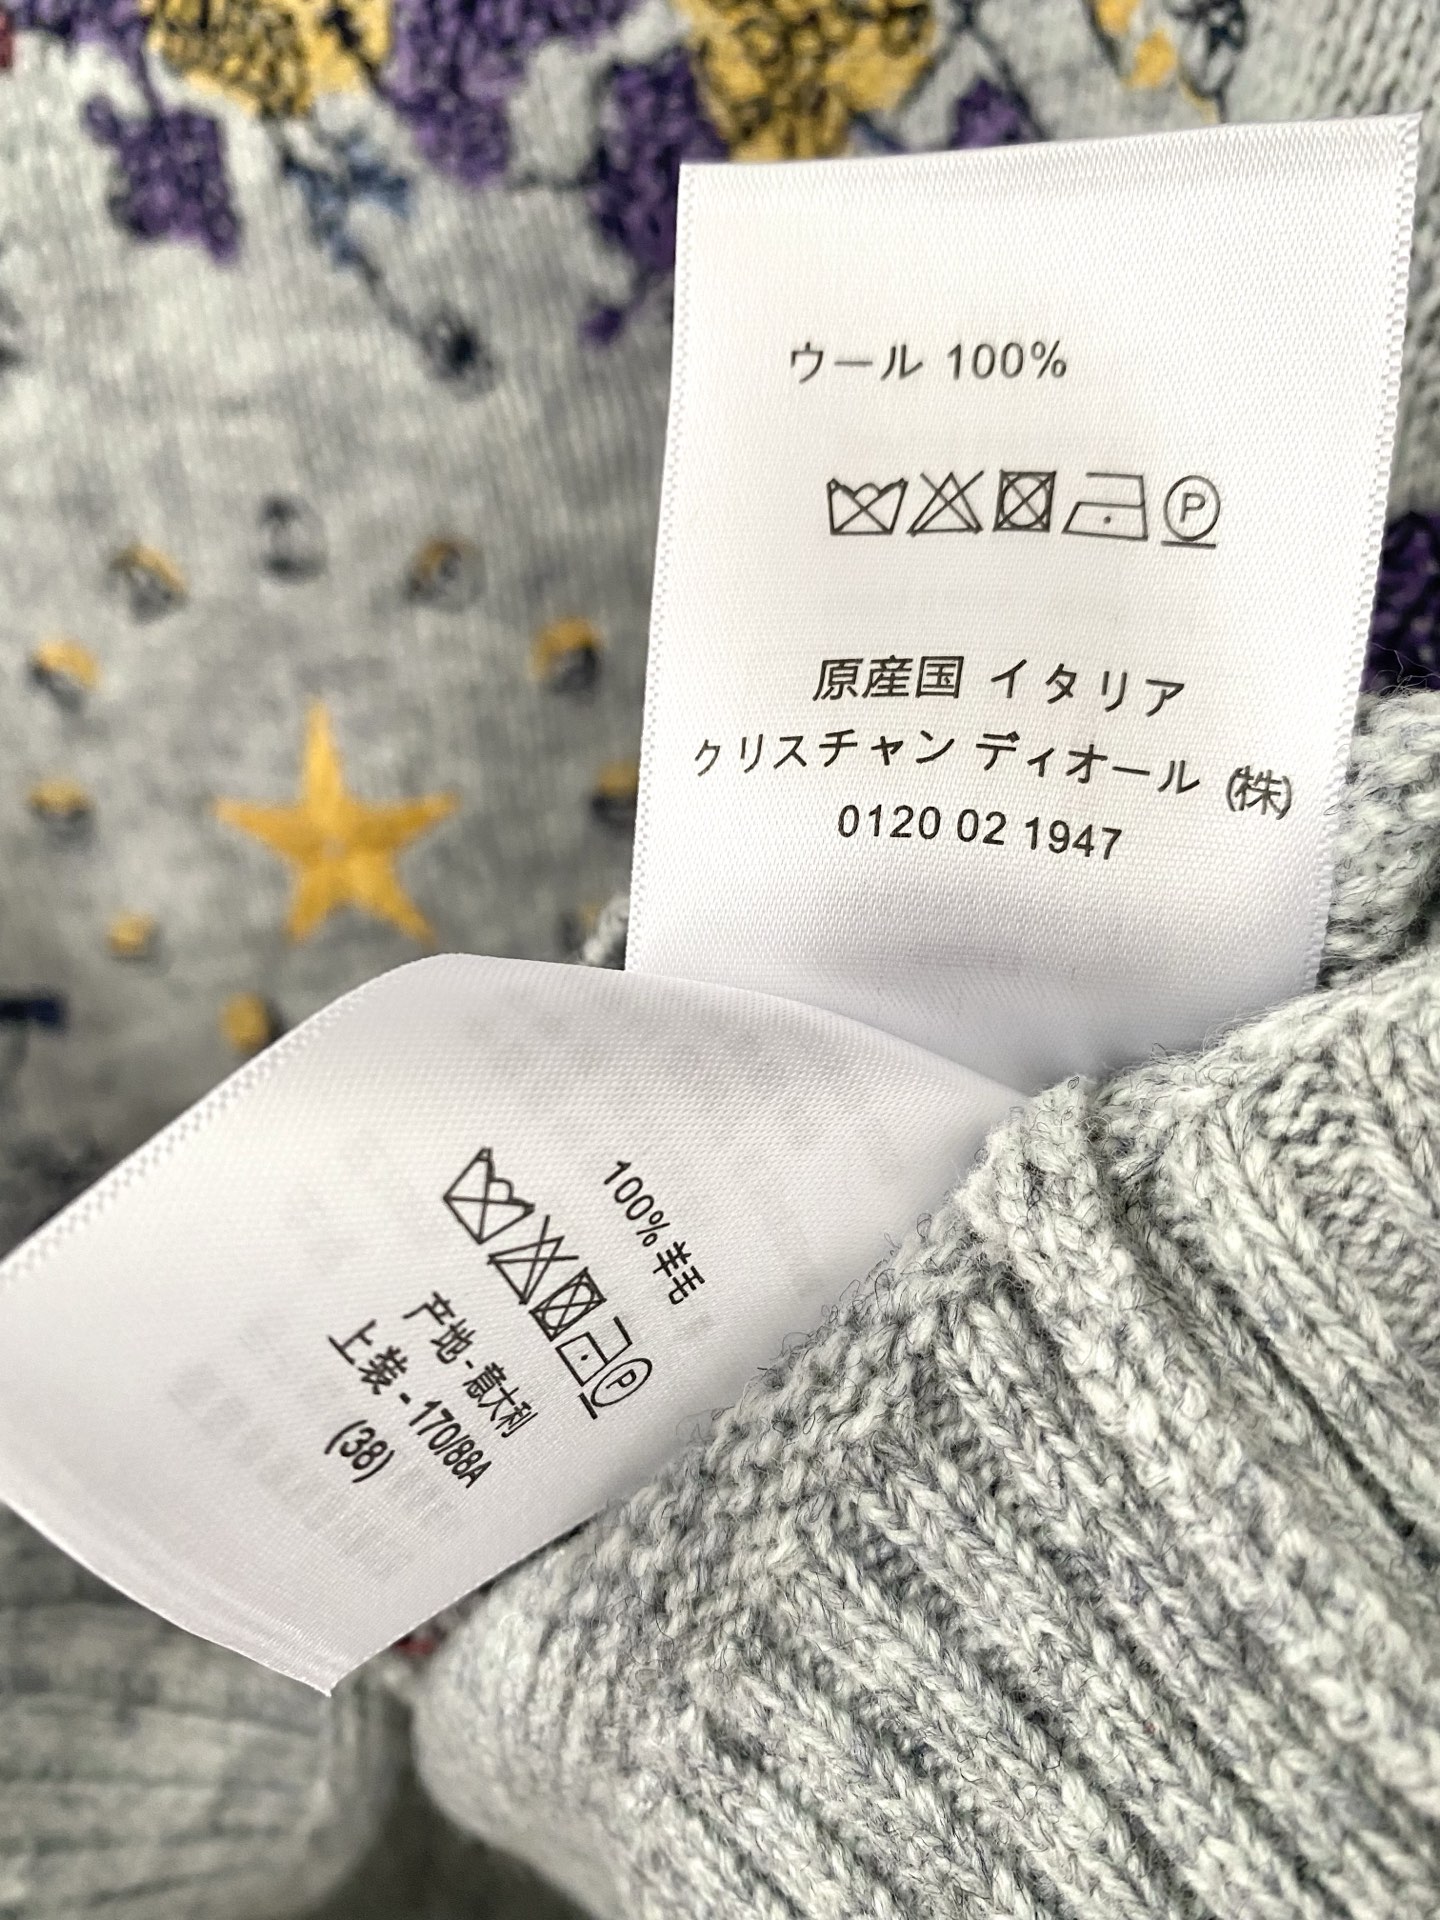 ウール 100%
P
原産国 イタリア
クリスチャン ディオール (株)
0120 02 1947
100% 羊毛
P
产地-意大利
上装 - 170/88A
(38)